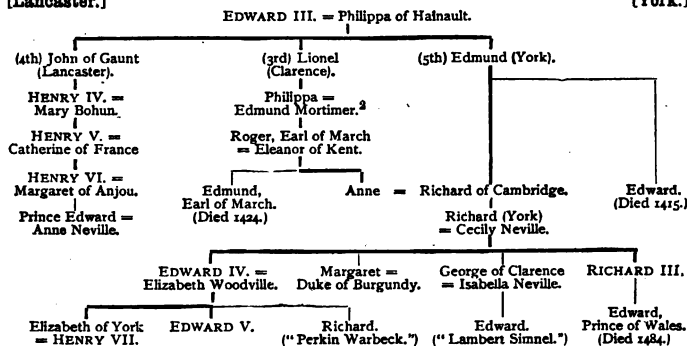 [Lancaster.] [York.]
EDWARD III. = Philippa of Hainault.
(4th) John of Gaunt (3rd) Lionel (5th) Edmund (York).
(Lancaster). (Clarence).
HENRY IV. = Philippa =
Mary Bohun. Edmund Mortimer.²
HENRY V. = Roger, Earl of March
Catherine of France = Eleanor of Kent.
HENRY VI. =
Margaret of Anjou. Edmund, Anne = Richard of Cambridge. Edward.
Earl of March. (Died 1415.)
Prince Edward = (Died 1424.) Richard (York)
Anne Neville. = Cecily Neville.
EDWARD IV. = Margaret = George of Clarence RICHARD III.
Elizabeth Woodville. Duke of Burgundy. = Isabella Neville.
Elizabeth of York EDWARD V. Richard. Edward. Edward,
= HENRY VII. ("Perkin Warbeck.") ("Lambert Simnel.") Prince of Wales.
(Died 1484.)